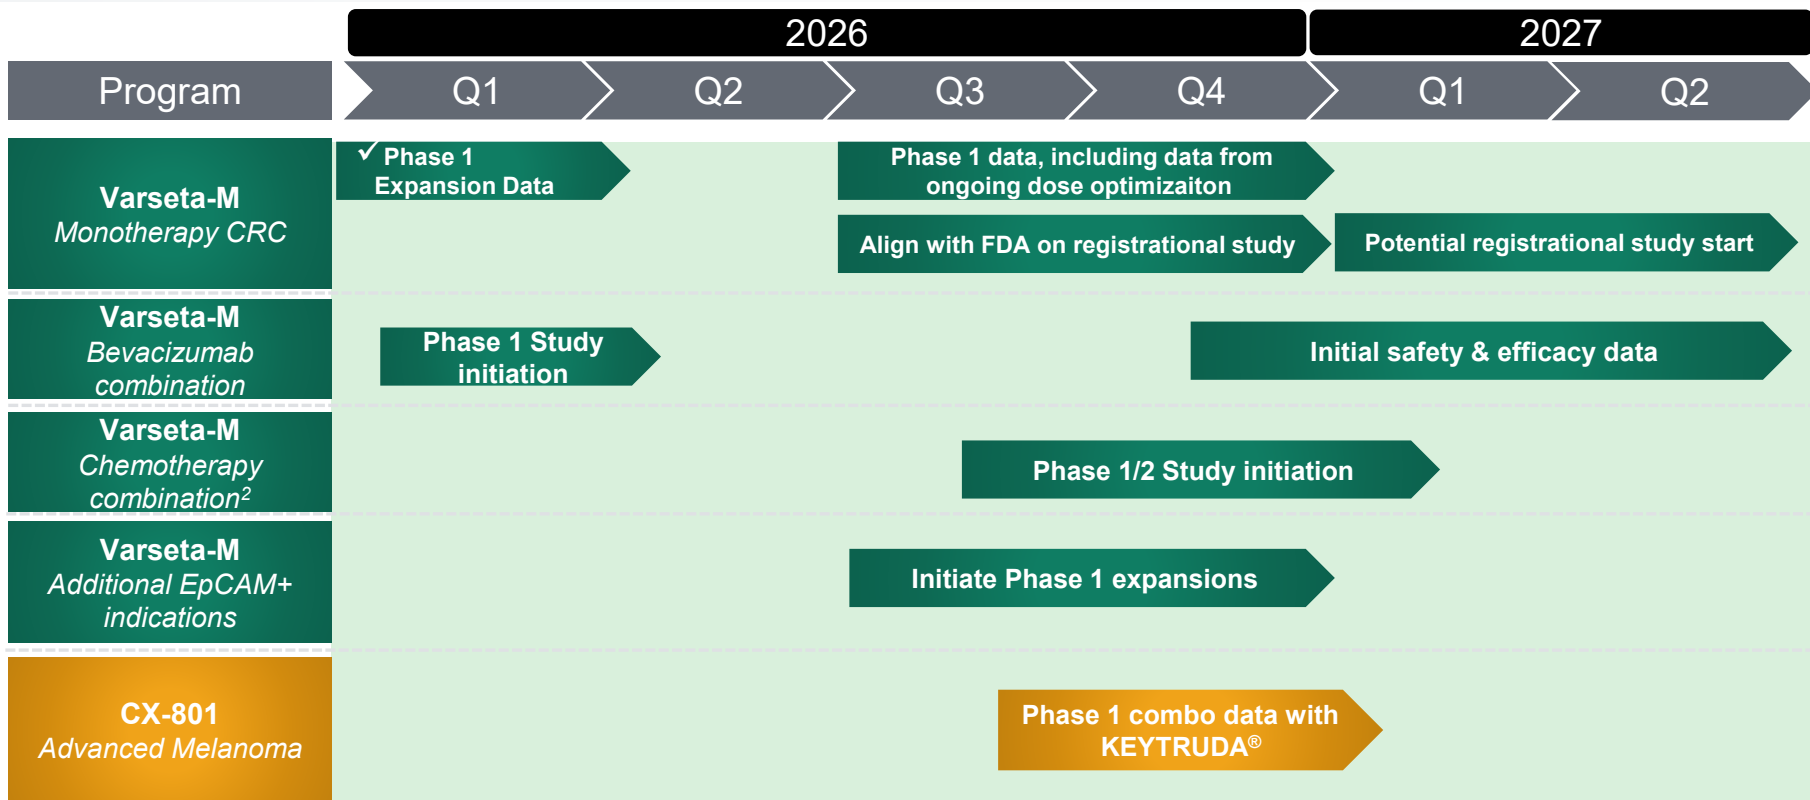 2026
2027
Program
Q1
Q2
Q3
Q4
Q1
Q2
Varseta-M
Monotherapy CRC
✓ Phase 1
Expansion Data
Phase 1 data, including data from
ongoing dose optimizaiton
Align with FDA on registrational study
Potential registrational study start
Varseta-M
Bevacizumab
combination
Phase 1 Study
initiation
Initial safety & efficacy data
Varseta-M
Chemotherapy
combination²
Phase 1/2 Study initiation
Varseta-M
Additional EpCAM+
indications
Initiate Phase 1 expansions
CX-801
Advanced Melanoma
Phase 1 combo data with
KEYTRUDA®